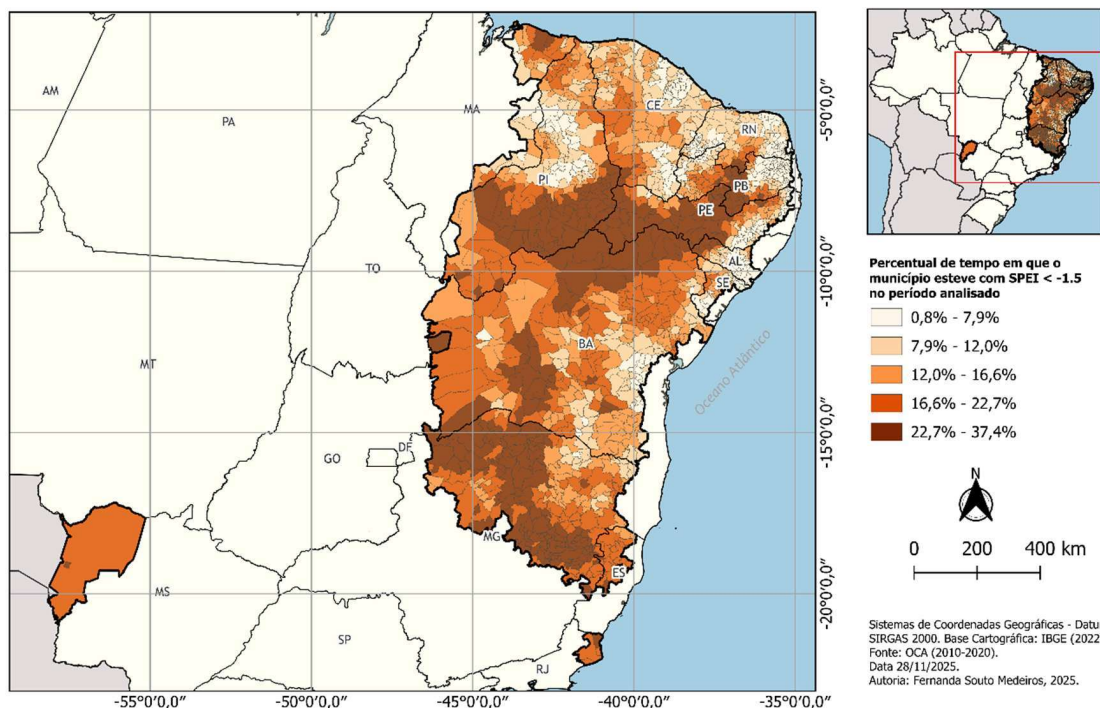 AM
PA
MA
CE
RN
PI
PB
PE
AL
SE
TO
BA
MT
Oceano Atlântico
GO
DF
MG
ES
MS
SP
RJ
-5°0'0,0"
-10°0'0,0"
-15°0'0,0"
-20°0'0,0"
-55°0'0,0"
-50°0'0,0"
-45°0'0,0"
-40°0'0,0"
-35°0'0,0"
Percentual de tempo em que o
município esteve com SPEI < -1.5
no período analisado
0,8% - 7,9%
7,9% - 12,0%
12,0% - 16,6%
16,6% - 22,7%
22,7% - 37,4%
N
0 200 400 km
Sistemas de Coordenadas Geográficas - Datu
SIRGAS 2000. Base Cartográfica: IBGE (2022
Fonte: OCA (2010-2020).
Data 28/11/2025.
Autoria: Fernanda Souto Medeiros, 2025.